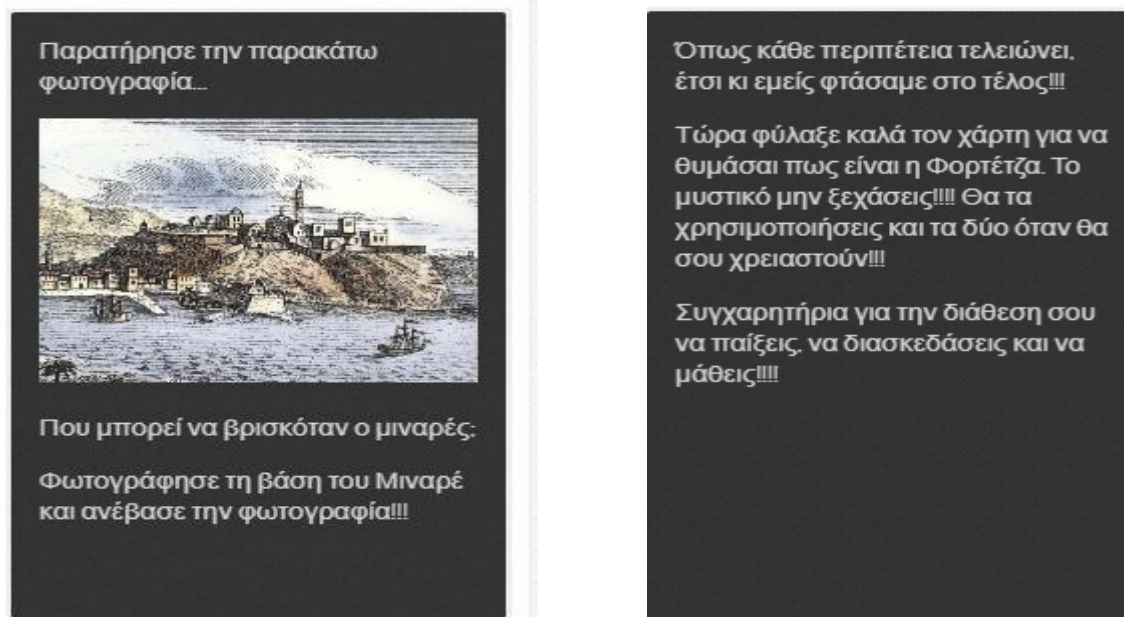 Παρατήρησε την παρακάτω
φωτογραφία...
Που μπορεί να βρισκόταν ο μιναρές;
Φωτογράφησε τη βάση του Μιναρέ
και ανέβασε την φωτογραφία!!!
Όπως κάθε περιπέτεια τελειώνει,
έτσι κι εμείς φτάσαμε στο τέλος!!!
Τώρα φύλαξε καλά τον χάρτη για να
θυμάσαι πως είναι η Φορτέτζα. Το
μυστικό μην ξεχάσεις!!!! Θα τα
χρησιμοποιήσεις και τα δύο όταν θα
σου χρειαστούν!!!
Συγχαρητήρια για την διάθεση σου
να παίξεις, να διασκεδάσεις και να
μάθεις!!!!